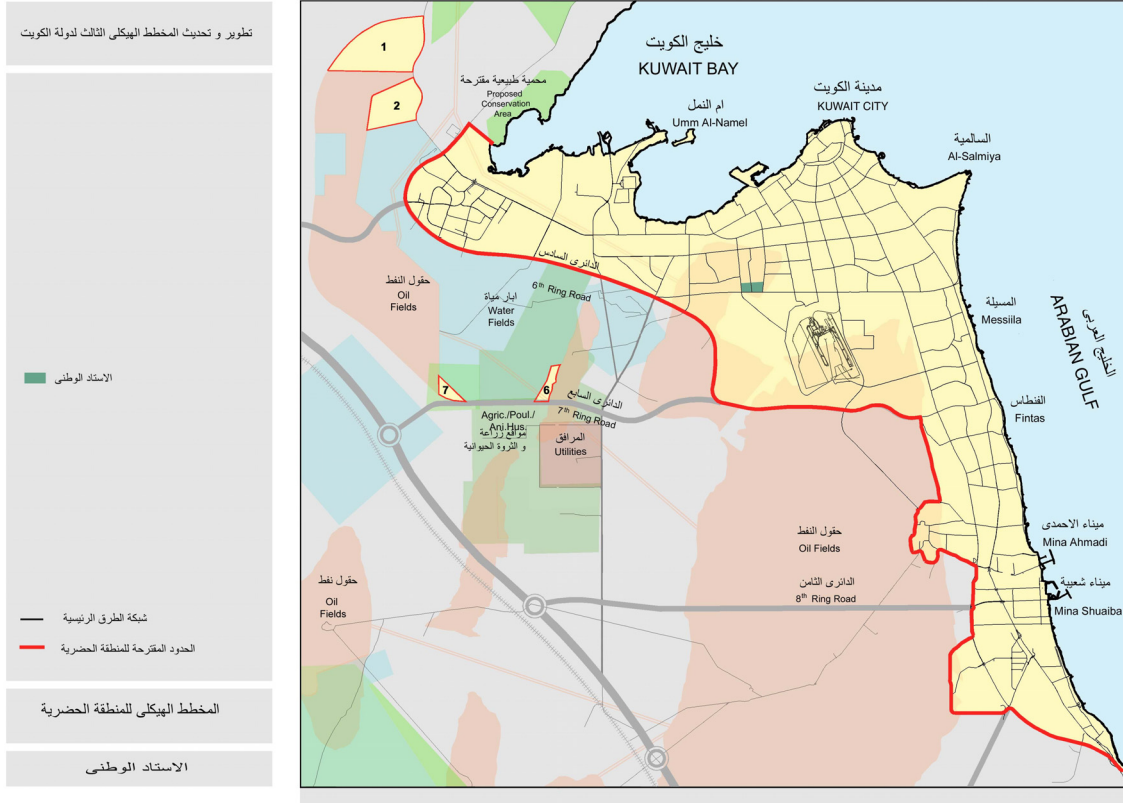 تطوير و تحديث المخطط الهيكلى الثالث لدولة الكويت
الاستاد الوطنى
شبكة الطرق الرئيسية
الحدود المقترحة للمنطقة الحضرية
المخطط الهيكلى للمنطقة الحضرية
الاستاد الوطنى
1
2
خليج الكويت
KUWAIT BAY
محمية طبيعية مقترحة
Proposed
Conservation
Area
ام النمل
Umm Al-Namel
مدينة الكويت
KUWAIT CITY
السالمية
Al-Salmiya
الدائرى السادس
6th Ring Road
حقول النفط
Oil
Fields
ابار مياة
Water
Fields
المسيلة
Messiila
الخليج العربى
ARABIAN GULF
7
6
الدائرى السابع
7th Ring Road
Agric./Poul./
Ani.Hus.
مواقع زراعة
و الثروة الحيوانية
المرافق
Utilities
الفنطاس
Fintas
حقول النفط
Oil Fields
ميناء الاحمدى
Mina Ahmadi
الدائرى الثامن
8th Ring Road
ميناء شعيبة
Mina Shuaiba
حقول نفط
Oil
Fields